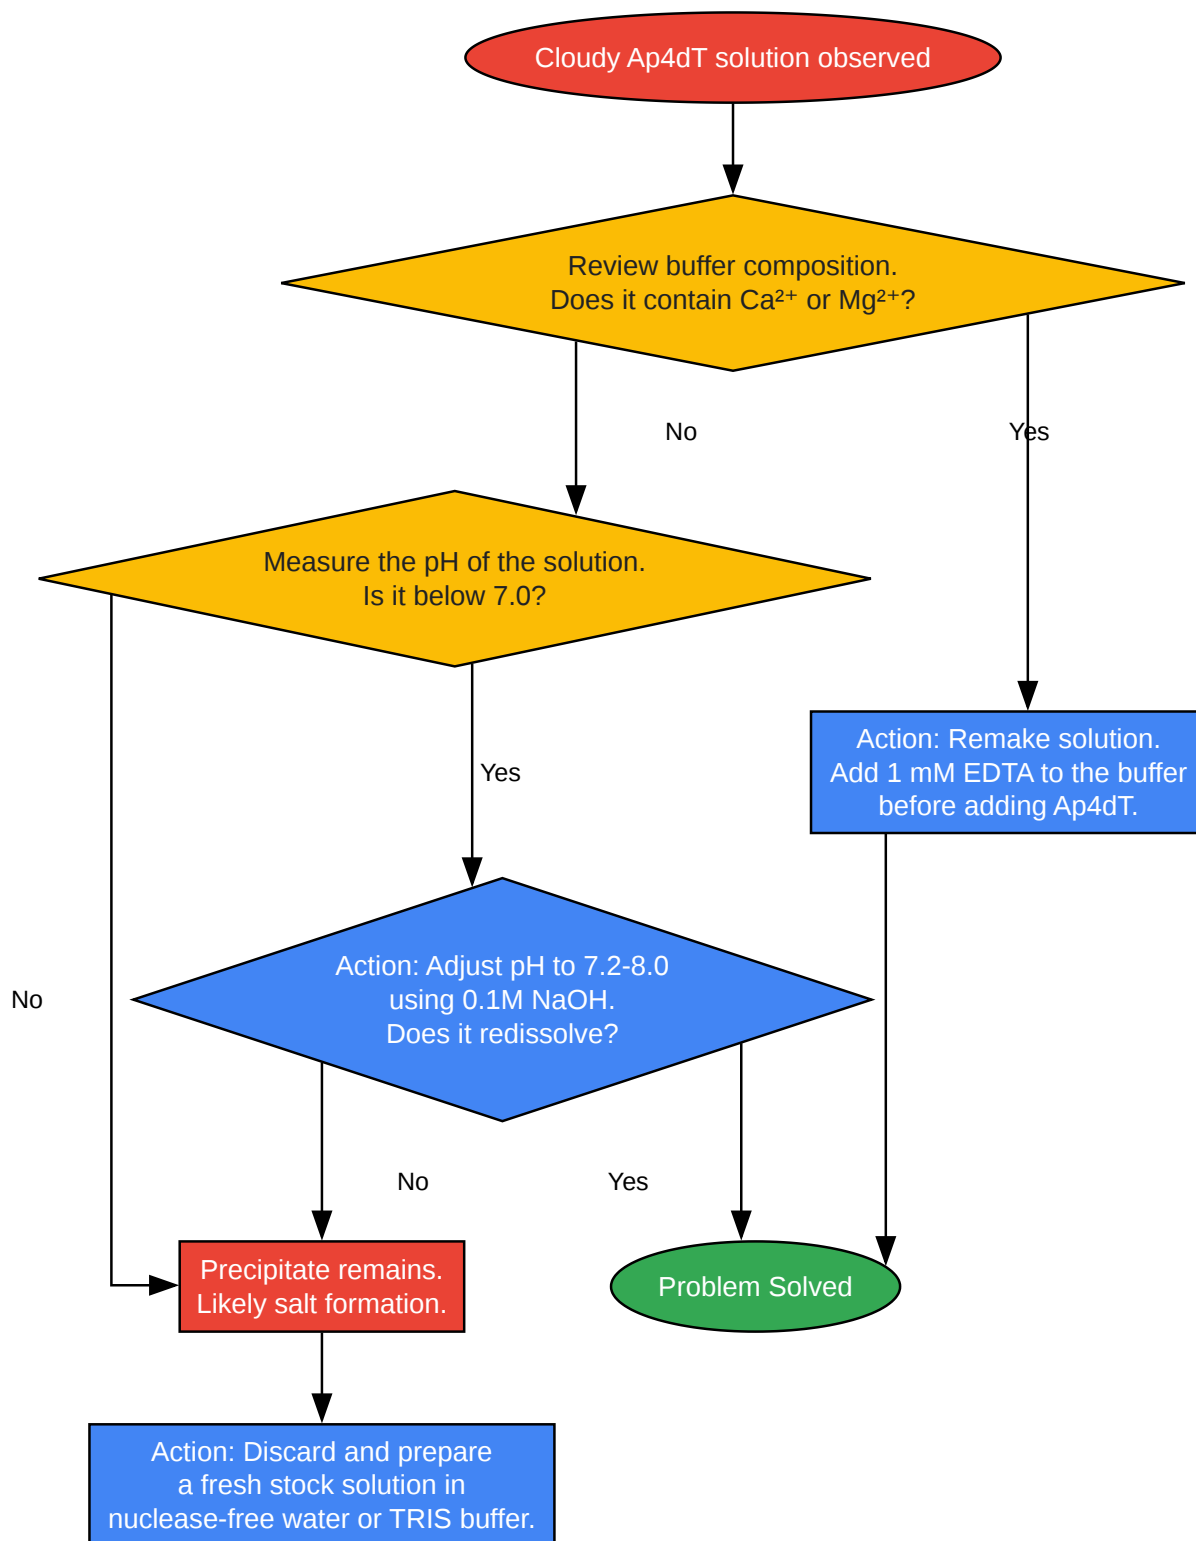 Cloudy Ap4dT solution observed
Review buffer composition.
Does it contain Ca²⁺ or Mg²⁺?
No
Yes
Measure the pH of the solution.
Is it below 7.0?
Action: Remake solution.
Add 1 mM EDTA to the buffer
before adding Ap4dT.
Yes
Action: Adjust pH to 7.2-8.0
using 0.1M NaOH.
Does it redissolve?
No
No
Yes
Precipitate remains.
Likely salt formation.
Problem Solved
Action: Discard and prepare
a fresh stock solution in
nuclease-free water or TRIS buffer.